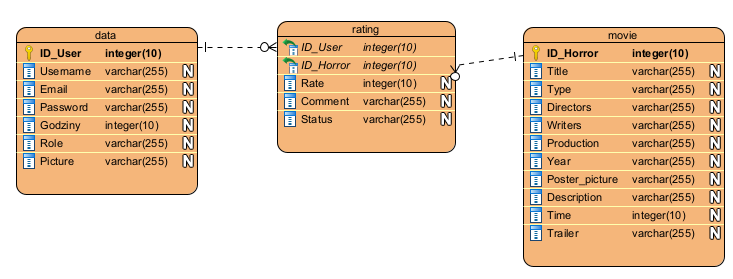 data
ID_User integer(10)
Username varchar(255) N
Email varchar(255) N
Password varchar(255) N
Godziny integer(10) N
Role varchar(255) N
Picture varchar(255) N
rating
ID_User integer(10)
ID_Horror integer(10)
Rate integer(10) N
Comment varchar(255) N
Status varchar(255) N
movie
ID_Horror integer(10)
Title varchar(255) N
Type varchar(255) N
Directors varchar(255) N
Writers varchar(255) N
Production varchar(255) N
Year varchar(255) N
Poster_picture varchar(255) N
Description varchar(255) N
Time integer(10) N
Trailer varchar(255) N